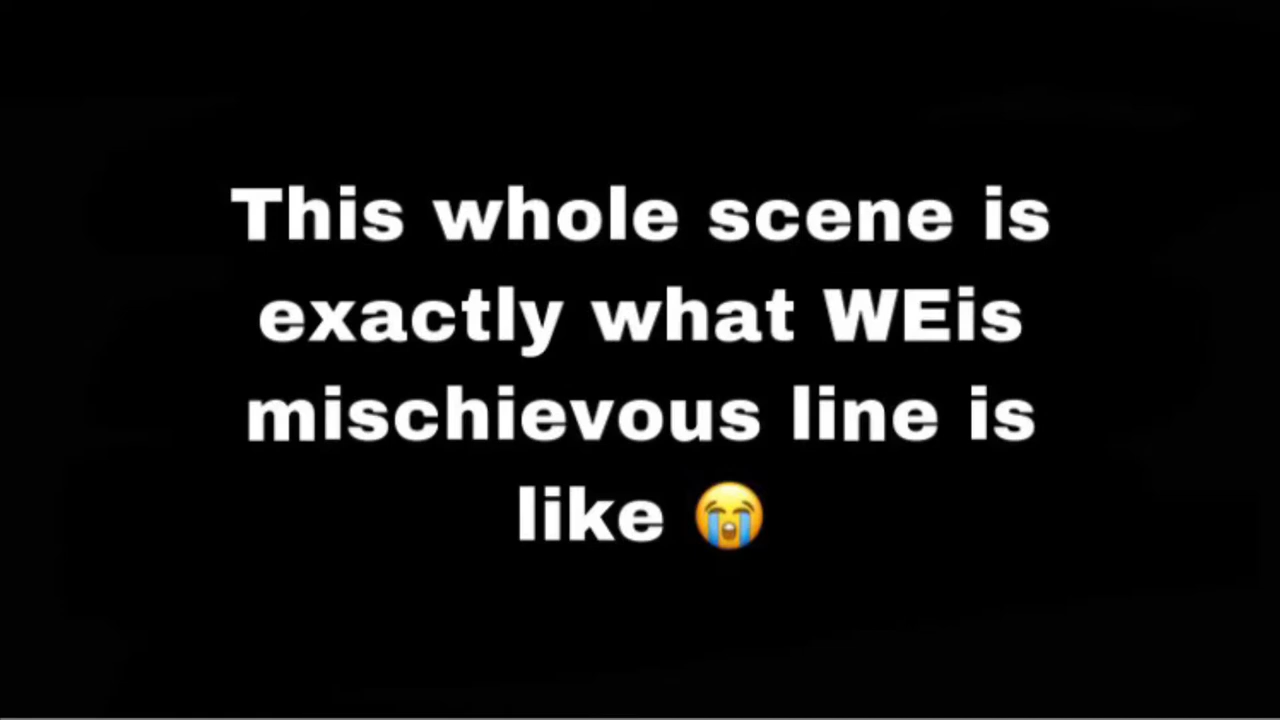 This whole scene is
exactly what WEis
mischievous line is
like 😭